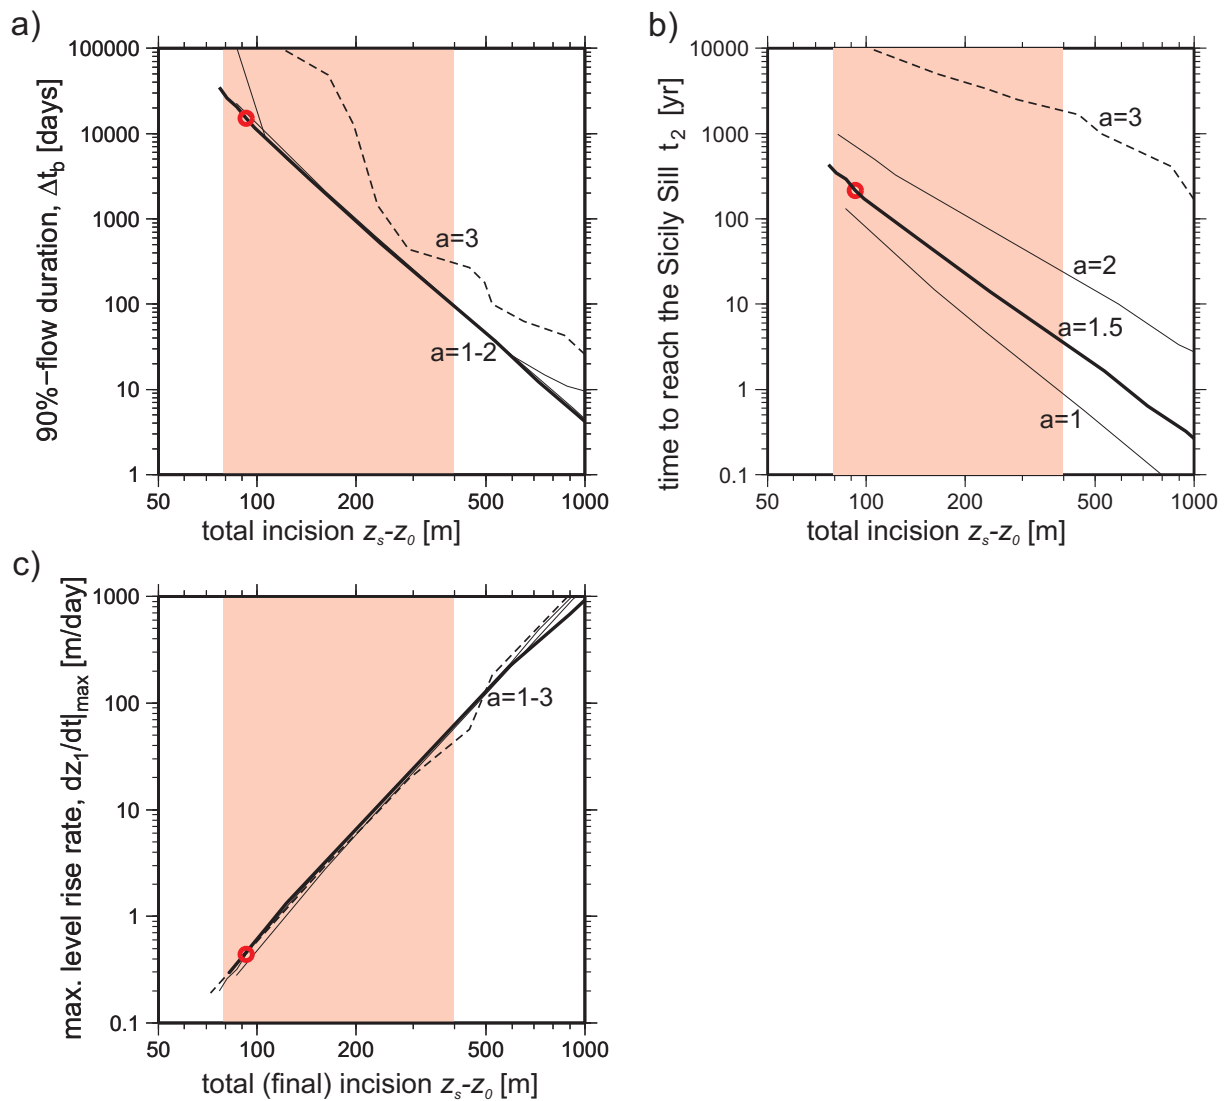 a)
90%−flow duration, Δt_b [days]
100000
10000
1000
100
10
1
a=3
a=1-2
50 100 200 500 1000
total incision z_s-z_0 [m]
b)
time to reach the Sicily Sill t_2 [yr]
10000
1000
100
10
1
0.1
a=3
a=2
a=1.5
a=1
50 100 200 500 1000
total incision z_s-z_0 [m]
c)
max. level rise rate, dz_1/dt|_max [m/day]
1000
100
10
1
0.1
a=1-3
50 100 200 500 1000
total (final) incision z_s-z_0 [m]